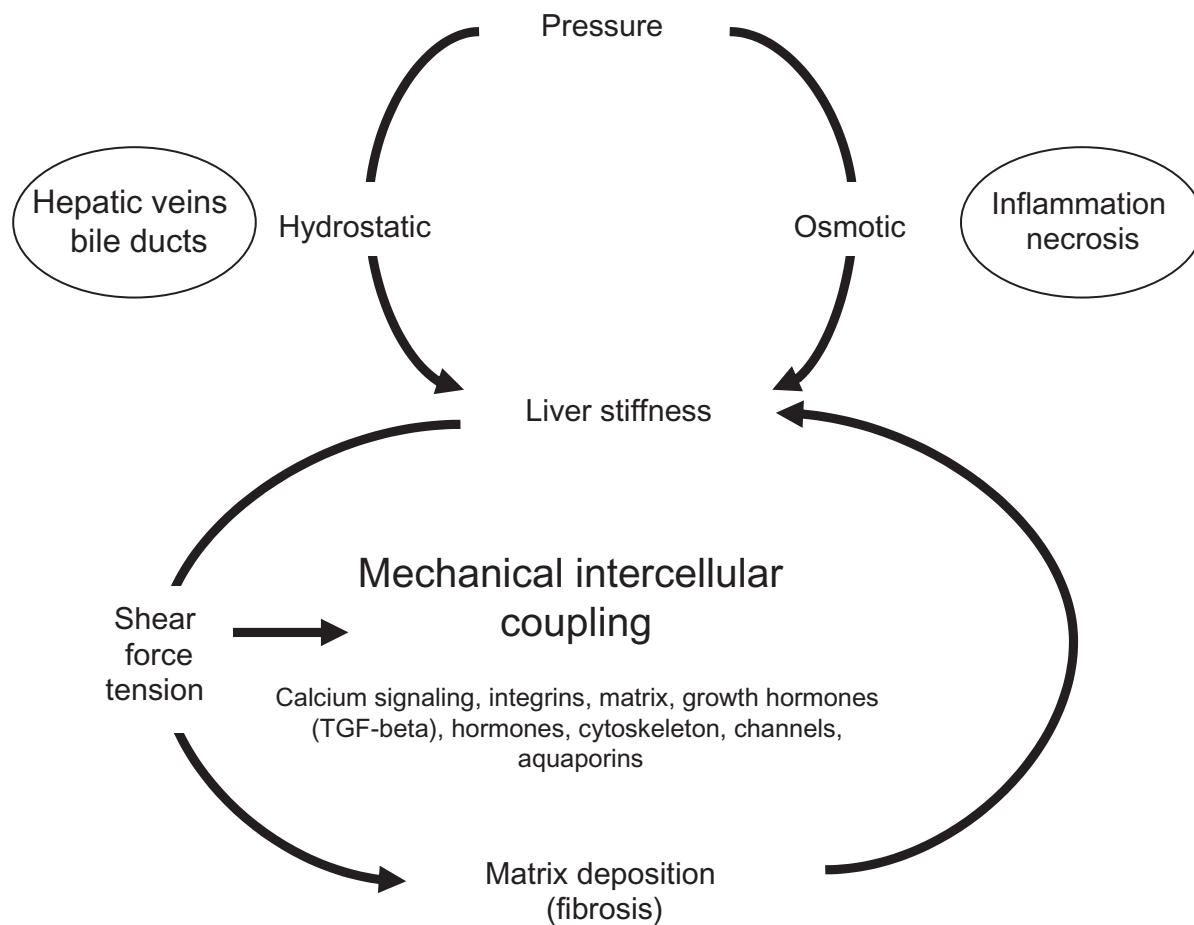 Pressure
Hepatic veins
bile ducts
Hydrostatic
Osmotic
Inflammation
necrosis
Liver stiffness
Mechanical intercellular
coupling
Shear
force
tension
Calcium signaling, integrins, matrix, growth hormones
(TGF-beta), hormones, cytoskeleton, channels,
aquaporins
Matrix deposition
(fibrosis)